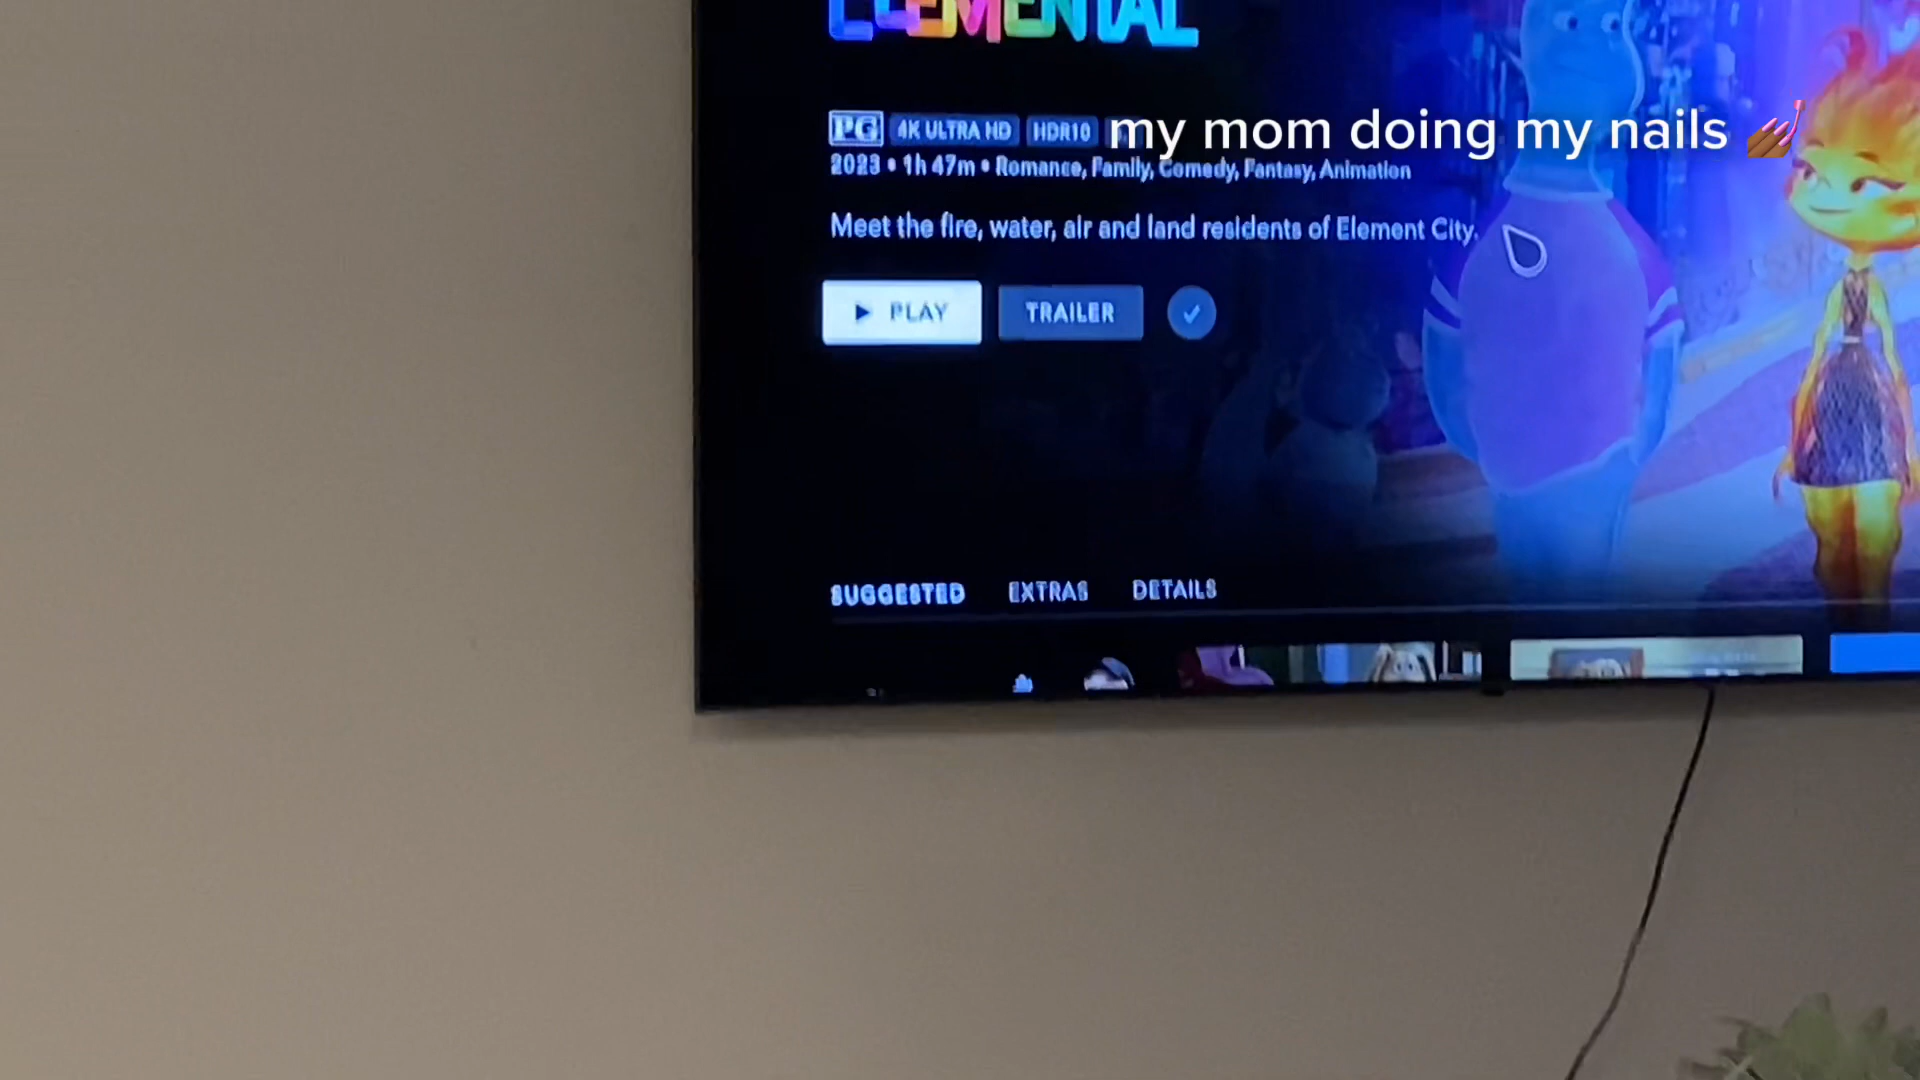 ELEMENTAL
PG 4K ULTRA HD HDR10
my mom doing my nails 💅🏾
2023 • 1h 47m • Romance, Family, Comedy, Fantasy, Animation
Meet the fire, water, air and land residents of Element City.
PLAY TRAILER
SUGGESTED EXTRAS DETAILS